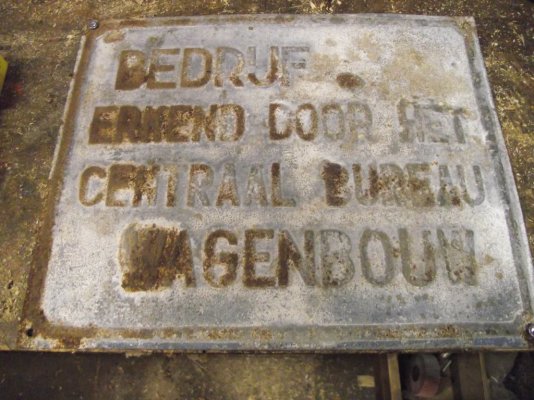 BEDRIJF
ERKEND DOOR HET
CENTRAAL BUREAU
WAGENBOUW